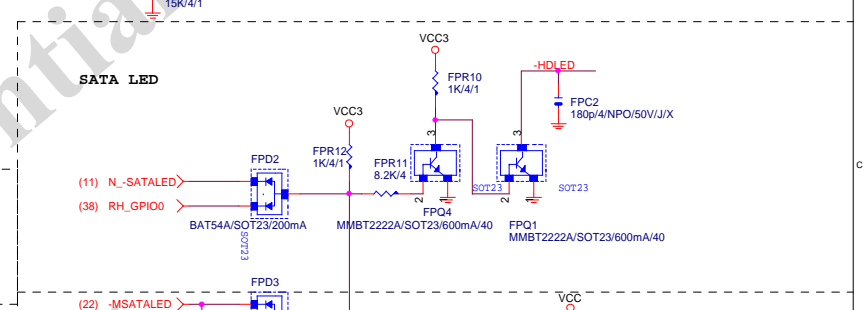 15K/4/1
SATA LED
VCC3
FPR10
1K/4/1
-HDLED
FPC2
180p/4/NPO/50V/J/X
VCC3
FPR12
1K/4/1
FPR11
8.2K/4
3
3
C
FPD2
(11) N_-SATALED
(38) RH_GPIO0
SOT23
SOT23
2
1
2
1
BAT54A/SOT23/200mA
FPQ4
MMBT2222A/SOT23/600mA/40
FPQ1
MMBT2222A/SOT23/600mA/40
SOT23
FPD3
(22) -MSATALED
VCC
ential